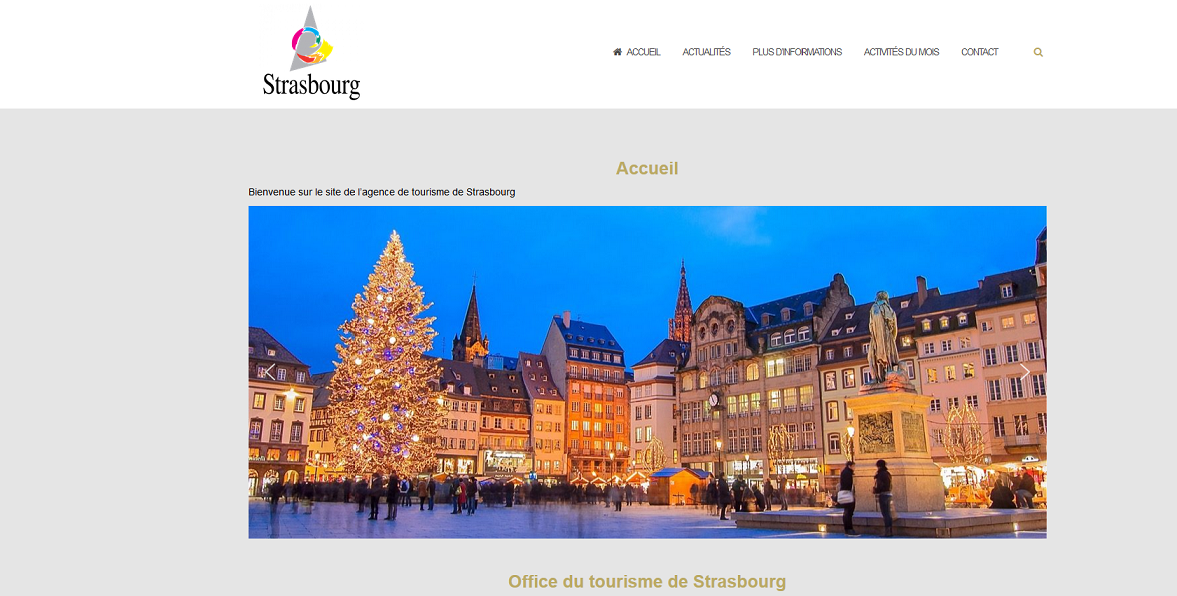 Strasbourg
ACCUEIL ACTUALITÉS PLUS D'INFORMATIONS ACTIVITÉS DU MOIS CONTACT
Accueil
Bienvenue sur le site de l'agence de tourisme de Strasbourg
Office du tourisme de Strasbourg